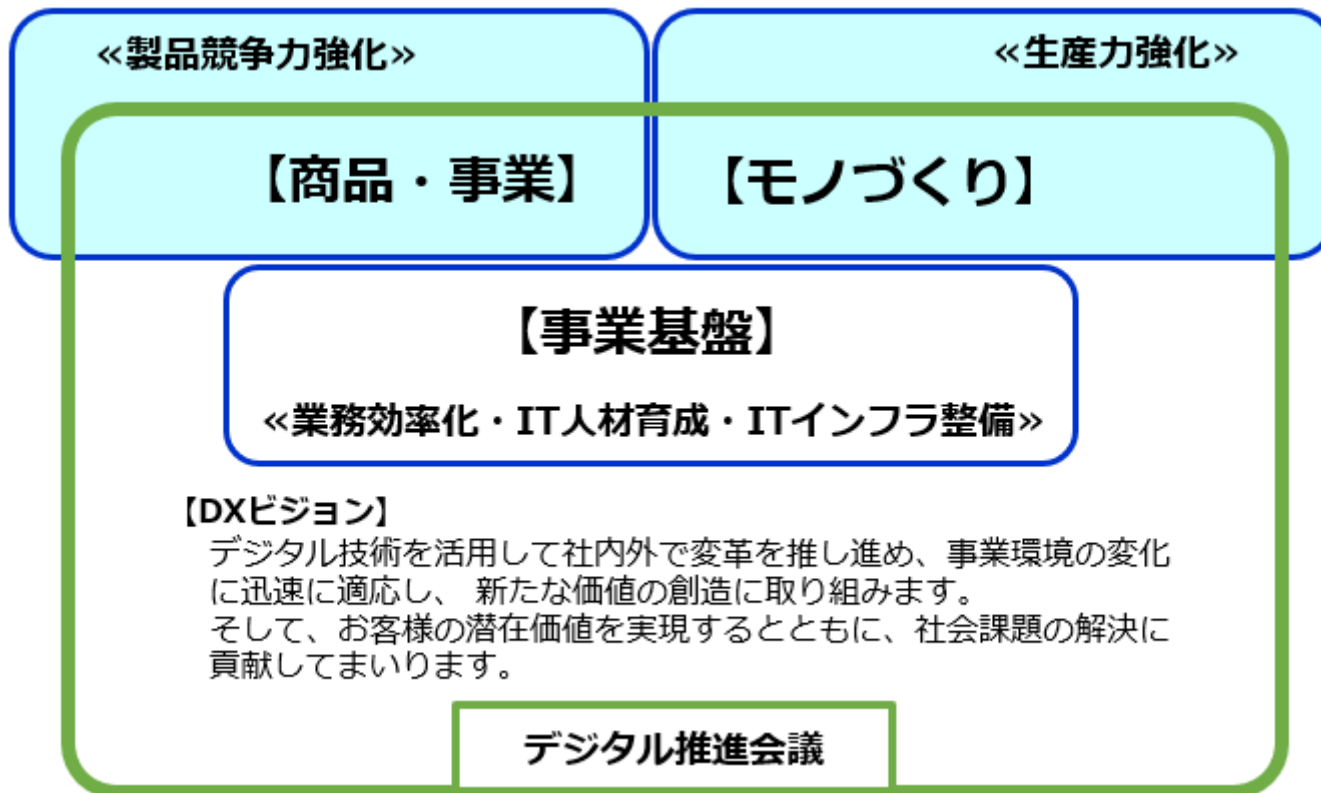 ≪製品競争力強化≫
≪生産力強化≫
【商品・事業】
【モノづくり】
【事業基盤】
≪業務効率化・IT人材育成・ITインフラ整備≫
【DXビジョン】
デジタル技術を活用して社内外で変革を推し進め、事業環境の変化
に迅速に適応し、 新たな価値の創造に取り組みます。
そして、お客様の潜在価値を実現するとともに、社会課題の解決に
貢献してまいります。
デジタル推進会議